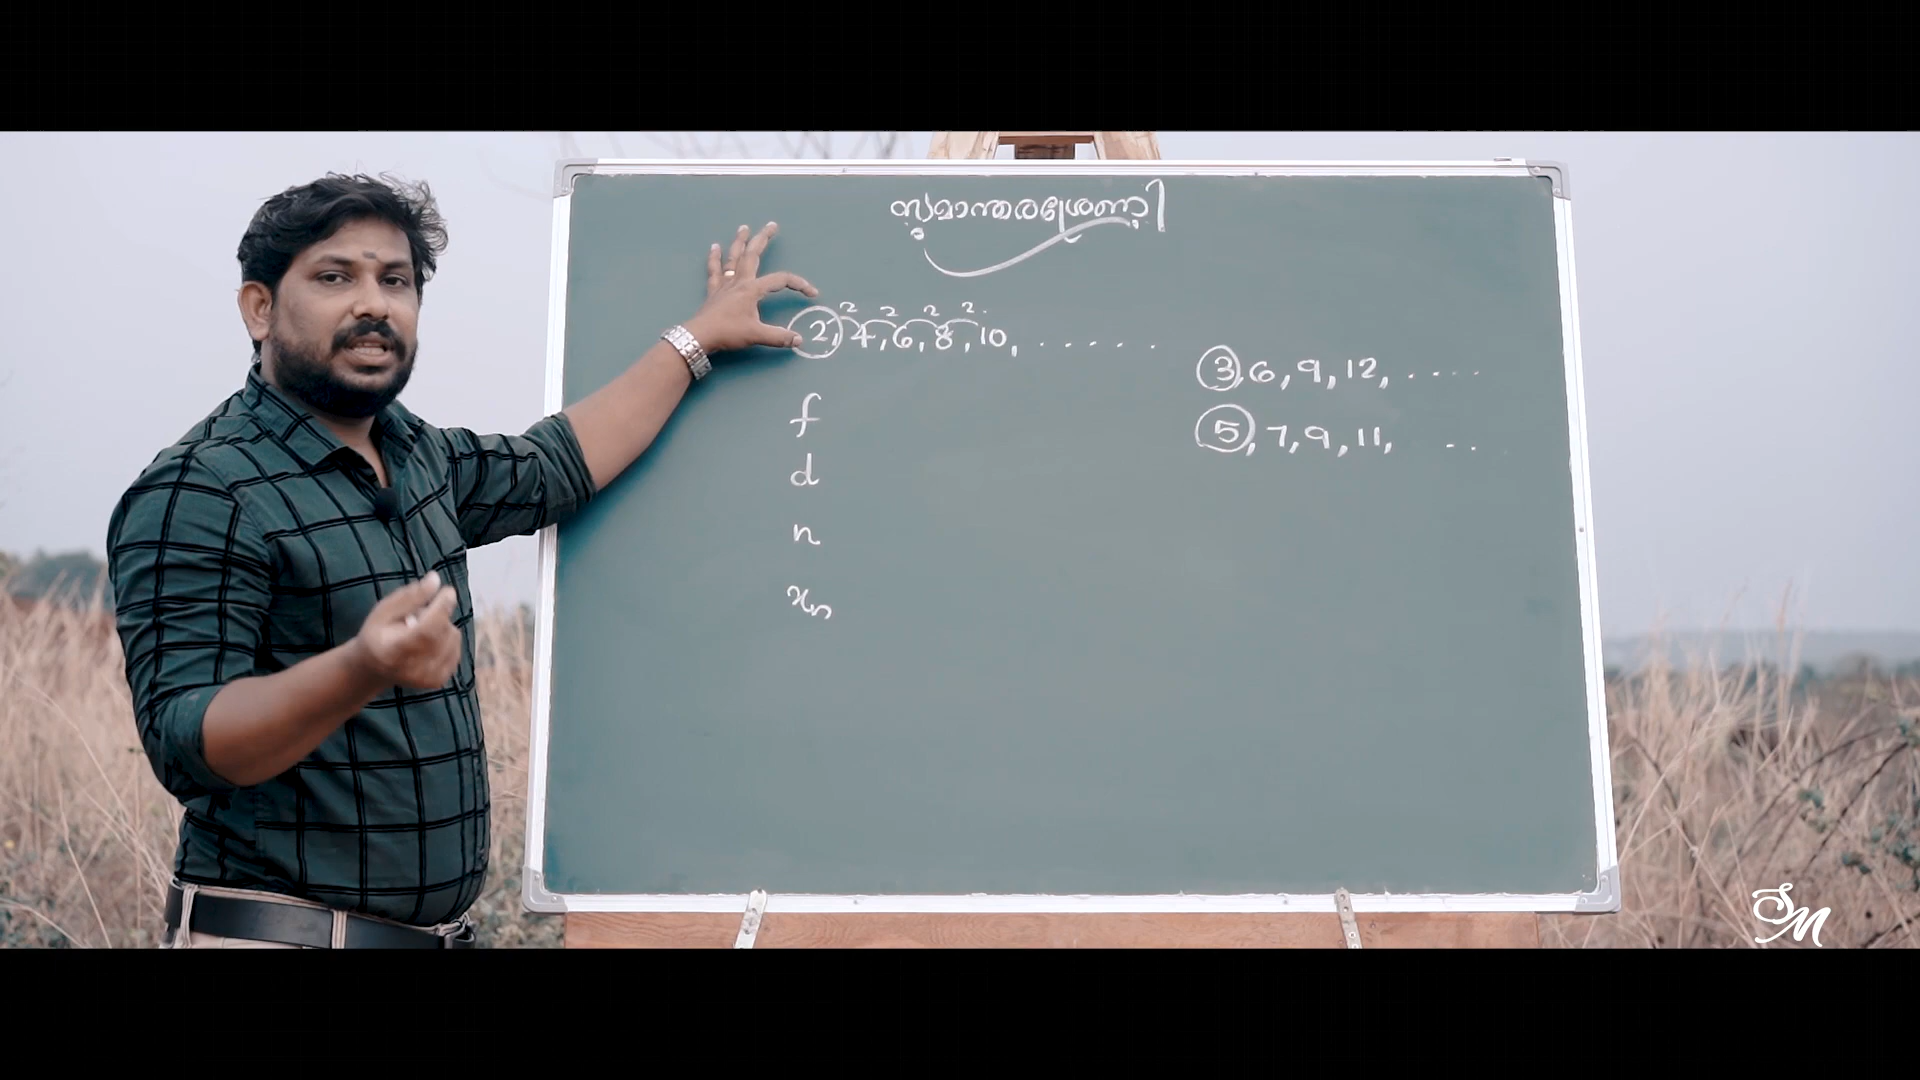 സമാന്തരശ്രേണി
2 2 2 2
2, 4, 6, 8, 10, . . . . . .
3, 6, 9, 12, . . . .
f
5, 7, 9, 11, . .
d
n
xn
SM